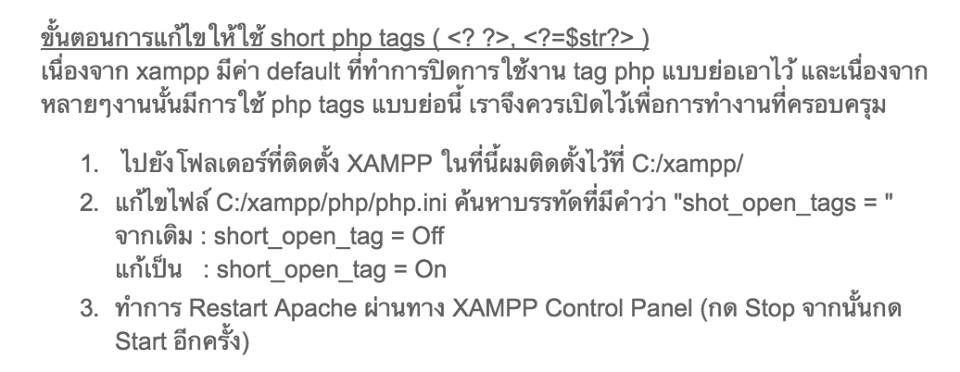 ขั้นตอนการแก้ไขให้ใช้ short php tags ( <? ?>, <?=$str?> )
เนื่องจาก xampp มีค่า default ที่ทำการปิดการใช้งาน tag php แบบย่อเอาไว้ และเนื่องจาก
หลายๆงานนั้นมีการใช้ php tags แบบย่อนี้ เราจึงควรเปิดไว้เพื่อการทำงานที่ครอบครุม
1. ไปยังโฟลเดอร์ที่ติดตั้ง XAMPP ในที่นี้ผมติดตั้งไว้ที่ C:/xampp/
2. แก้ไขไฟล์ C:/xampp/php/php.ini ค้นหาบรรทัดที่มีคำว่า "shot_open_tags = "
จากเดิม : short_open_tag = Off
แก้เป็น : short_open_tag = On
3. ทำการ Restart Apache ผ่านทาง XAMPP Control Panel (กด Stop จากนั้นกด
Start อีกครั้ง)